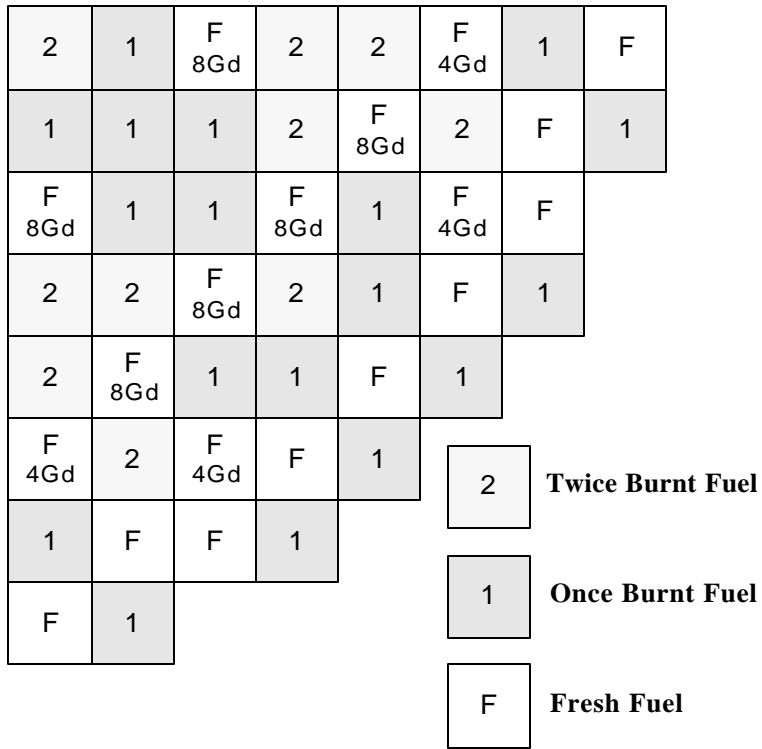 2 1 F 8Gd 2 2 F 4Gd 1 F
1 1 1 2 F 8Gd 2 F 1
F 8Gd 1 1 F 8Gd 1 F 4Gd F
2 2 F 8Gd 2 1 F 1
2 F 8Gd 1 1 F 1
F 4Gd 2 F 4Gd F 1
2 Twice Burnt Fuel
1 F F 1
1 Once Burnt Fuel
F 1
F Fresh Fuel